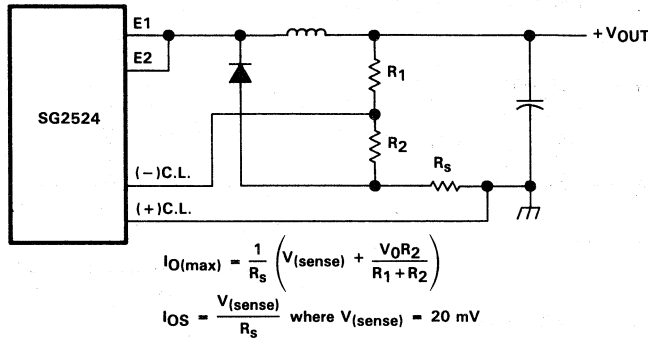 E1
+VOUT
E2
R1
SG2524
R2
Rs
(−)C.L.
(+)C.L.
IO(max) = 1/Rs (V(sense) + V0R2/R1+R2)
IOS = V(sense)/Rs where V(sense) = 20 mV